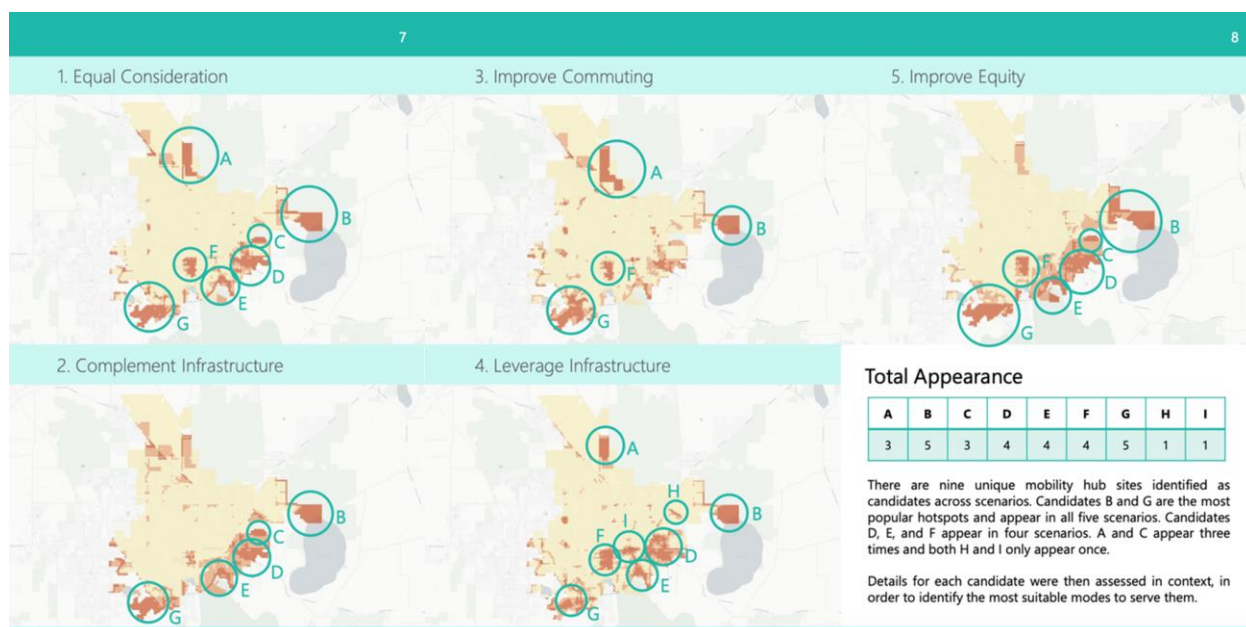 7
8
1. Equal Consideration
A
B
C
D
E
F
G
3. Improve Commuting
A
B
F
G
5. Improve Equity
B
C
D
E
F
G
2. Complement Infrastructure
B
C
D
E
G
4. Leverage Infrastructure
A
H
B
I
F
D
E
G
Total Appearance
A B C D E F G H I
3 5 3 4 4 4 5 1 1
There are nine unique mobility hub sites identified as
candidates across scenarios. Candidates B and G are the most
popular hotspots and appear in all five scenarios. Candidates
D, E, and F appear in four scenarios. A and C appear three
times and both H and I only appear once.
Details for each candidate were then assessed in context, in
order to identify the most suitable modes to serve them.